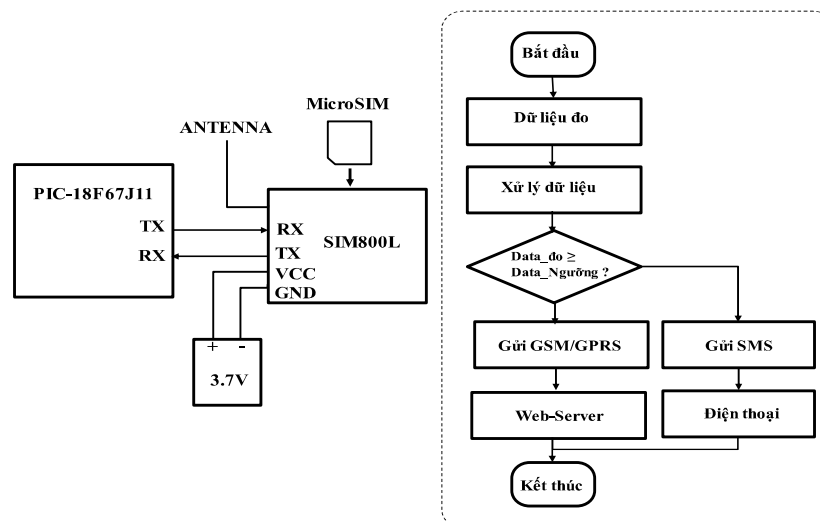 MicroSIM
ANTENNA
PIC-18F67J11
TX
RX
RX
TX
VCC
GND
SIM800L
+ -
3.7V
Bắt đầu
Dữ liệu đo
Xử lý dữ liệu
Data_đo ≥
Data_Ngưỡng ?
Gửi GSM/GPRS
Gửi SMS
Web-Server
Điện thoại
Kết thúc